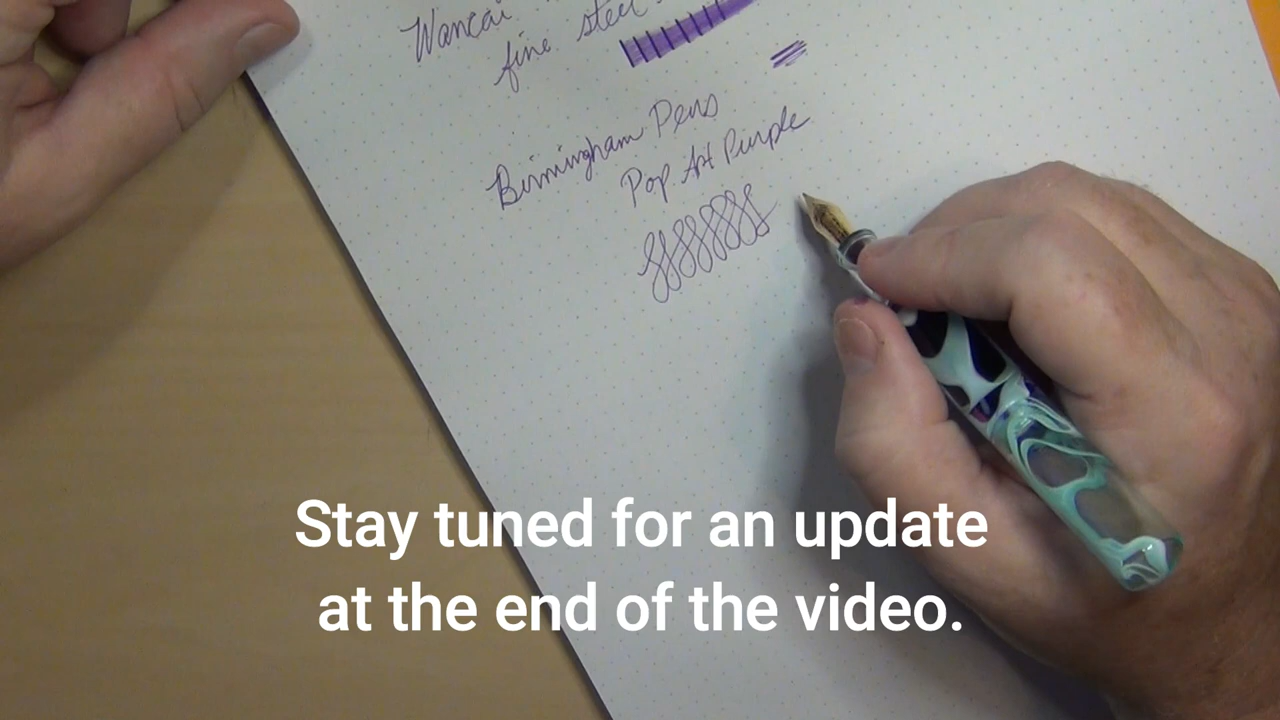 Wancai
fine steel
Birmingham Pens
Pop Art Purple
Stay tuned for an update
at the end of the video.